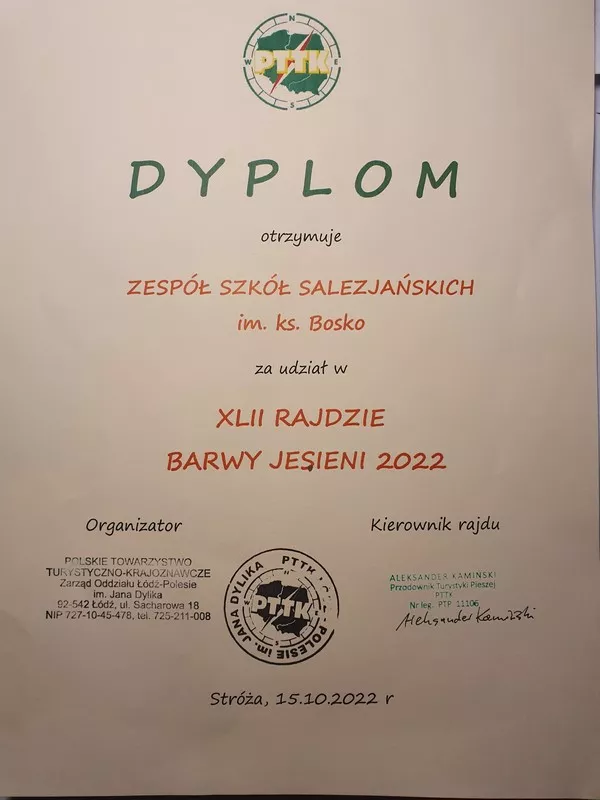 N
W E
PTTK
S
DYPLOM
otrzymuje
ZESPÓŁ SZKÓŁ SALEZJAŃSKICH
im. ks. Bosko
za udział w
XLII RAJDZIE
BARWY JESIENI 2022
Organizator
Kierownik rajdu
POLSKIE TOWARZYSTWO
TURYSTYCZNO-KRAJOZNAWCZE
Zarząd Oddziału Łódź-Polesie
im. Jana Dylika
92-542 Łódź, ul. Sacharowa 18
NIP 727-10-45-478, tel. 725-211-008
PTTK
POLESIE im. JANA DYLIKA PTTK
ALEKSANDER KAMIŃSKI
Przodownik Turystyki Pieszej
PTTK
Nr leg. PTP 11106
Aleksander Kamiński
Stróża, 15.10.2022 r